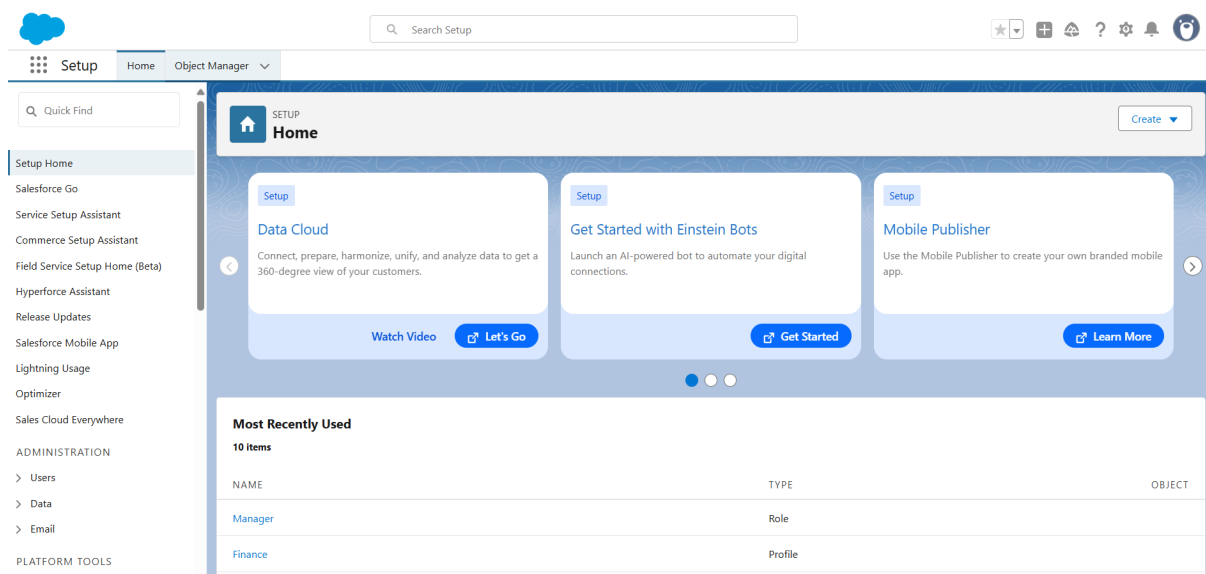 Search Setup
Setup
Home
Object Manager
Quick Find
Setup Home
Salesforce Go
Service Setup Assistant
Commerce Setup Assistant
Field Service Setup Home (Beta)
Hyperforce Assistant
Release Updates
Salesforce Mobile App
Lightning Usage
Optimizer
Sales Cloud Everywhere
ADMINISTRATION
Users
Data
Email
PLATFORM TOOLS
SETUP
Home
Create
Setup
Data Cloud
Connect, prepare, harmonize, unify, and analyze data to get a
360-degree view of your customers.
Watch Video
Let's Go
Setup
Get Started with Einstein Bots
Launch an AI-powered bot to automate your digital
connections.
Get Started
Setup
Mobile Publisher
Use the Mobile Publisher to create your own branded mobile
app.
Learn More
Most Recently Used
10 items
NAME TYPE OBJECT
Manager Role
Finance Profile